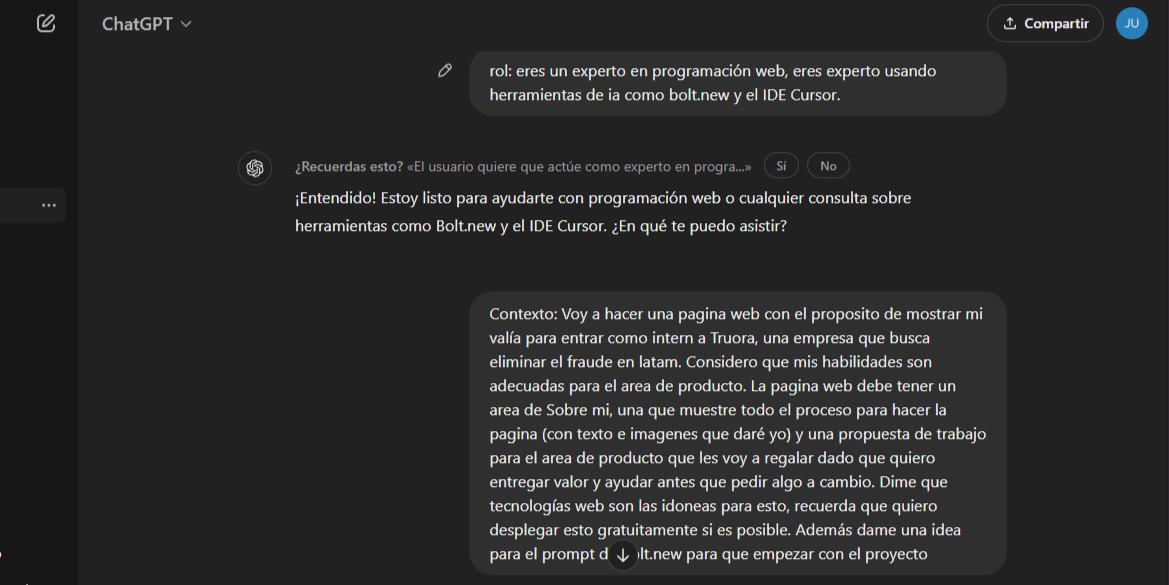 ChatGPT
Compartir
JU
rol: eres un experto en programación web, eres experto usando
herramientas de ia como bolt.new y el IDE Cursor.
¿Recuerdas esto? «El usuario quiere que actúe como experto en progra...» Sí No
¡Entendido! Estoy listo para ayudarte con programación web o cualquier consulta sobre
herramientas como Bolt.new y el IDE Cursor. ¿En qué te puedo asistir?
Contexto: Voy a hacer una pagina web con el proposito de mostrar mi
valía para entrar como intern a Truora, una empresa que busca
eliminar el fraude en latam. Considero que mis habilidades son
adecuadas para el area de producto. La pagina web debe tener un
area de Sobre mi, una que muestre todo el proceso para hacer la
pagina (con texto e imagenes que daré yo) y una propuesta de trabajo
para el area de producto que les voy a regalar dado que quiero
entregar valor y ayudar antes que pedir algo a cambio. Dime que
tecnologías web son las idoneas para esto, recuerda que quiero
desplegar esto gratuitamente si es posible. Además dame una idea
para el prompt d lt.new para que empezar con el proyecto